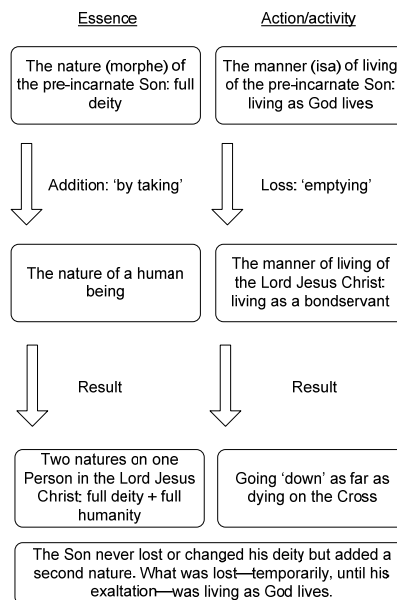 Essence
Action/activity
The nature (morphe) of
the pre-incarnate Son: full
deity
The manner (isa) of living
of the pre-incarnate Son:
living as God lives
Addition: ‘by taking’
Loss: ‘emptying’
The nature of a human
being
The manner of living of
the Lord Jesus Christ:
living as a bondservant
Result
Result
Two natures on one
Person in the Lord Jesus
Christ: full deity + full
humanity
Going ‘down’ as far as
dying on the Cross
The Son never lost or changed his deity but added a
second nature. What was lost—temporarily, until his
exaltation—was living as God lives.